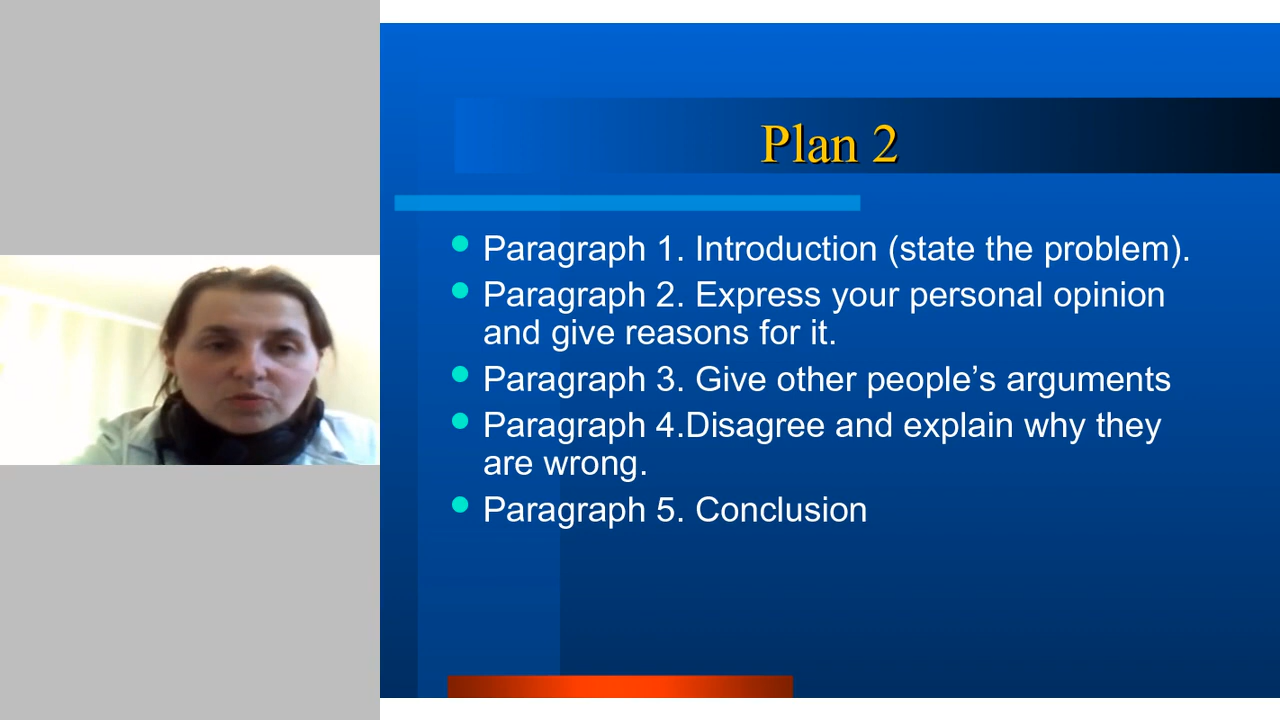 Plan 2
Paragraph 1. Introduction (state the problem).
Paragraph 2. Express your personal opinion
and give reasons for it.
Paragraph 3. Give other people’s arguments
Paragraph 4.Disagree and explain why they
are wrong.
Paragraph 5. Conclusion